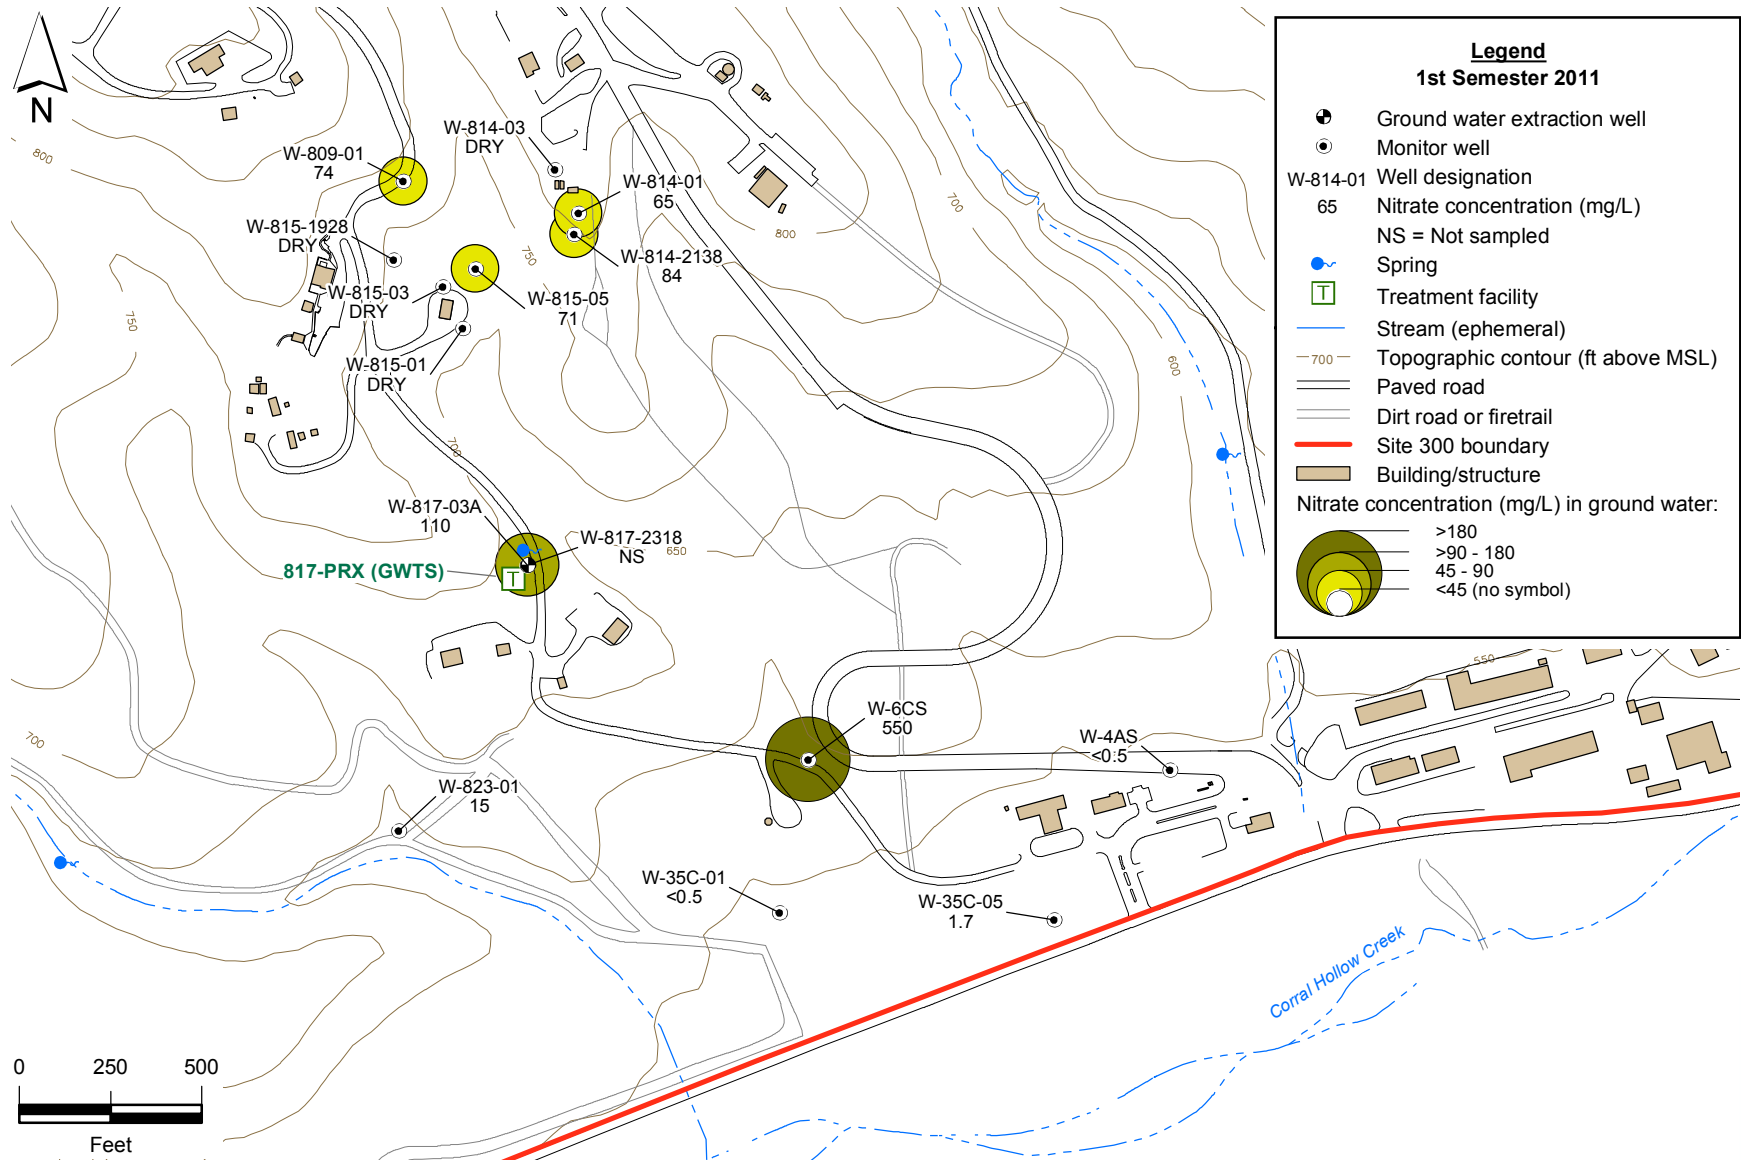 N
800
W-809-01
74
W-814-03
DRY
W-814-01
65
W-815-1928
DRY
750
W-814-2138
84
800
700
W-815-03
DRY
W-815-05
71
750
W-815-01
DRY
600
700
W-817-03A
110
W-817-2318
NS
650
817-PRX (GWTS)
T
W-6CS
550
W-4AS
<0.5
550
700
W-823-01
15
W-35C-01
<0.5
W-35C-05
1.7
Corral Hollow Creek
0 250 500
Feet
Legend
1st Semester 2011
Ground water extraction well
Monitor well
W-814-01 Well designation
65 Nitrate concentration (mg/L)
NS = Not sampled
Spring
T Treatment facility
Stream (ephemeral)
700 Topographic contour (ft above MSL)
Paved road
Dirt road or firetrail
Site 300 boundary
Building/structure
Nitrate concentration (mg/L) in ground water:
>180
>90 - 180
45 - 90
<45 (no symbol)